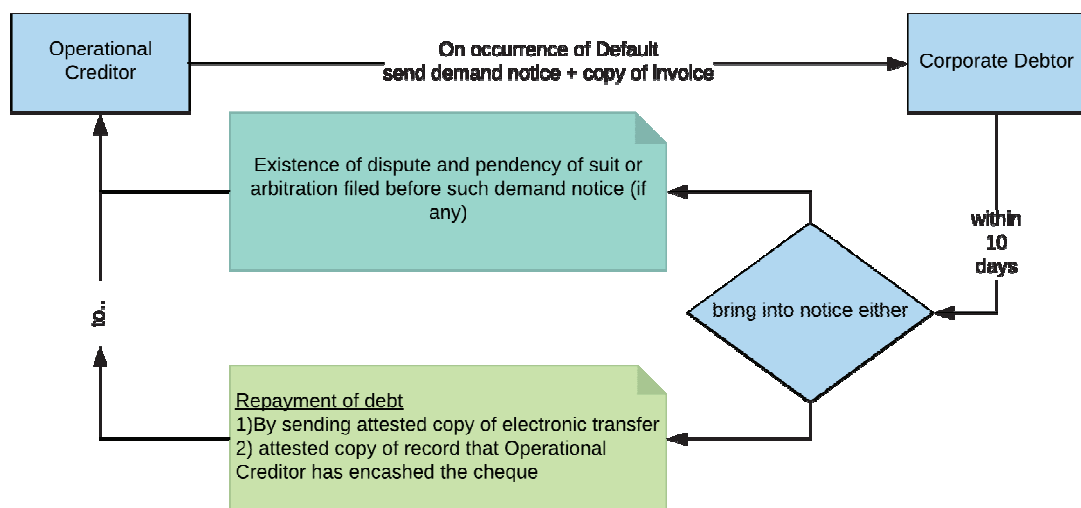 Operational
Creditor
On occurrence of Default
send demand notice + copy of invoice
Corporate Debtor
Existence of dispute and pendency of suit or
arbitration filed before such demand notice (if
any)
within
10
days
bring into notice either
to..
Repayment of debt
1)By sending attested copy of electronic transfer
2) attested copy of record that Operational
Creditor has encashed the cheque